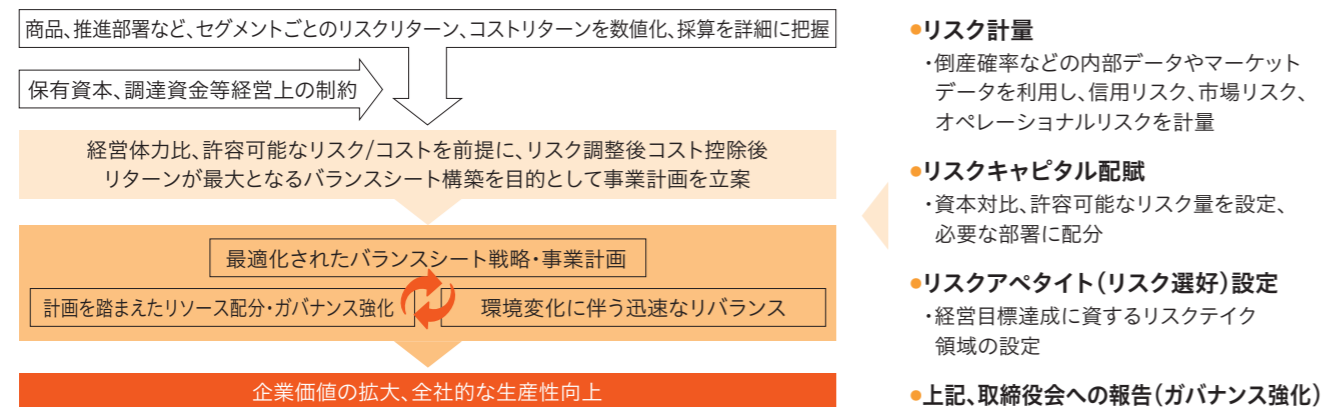 商品、推進部署など、セグメントごとのリスクリターン、コストリターンを数値化、採算を詳細に把握
保有資本、調達資金等経営上の制約
経営体力比、許容可能なリスク/コストを前提に、リスク調整後コスト控除後
リターンが最大となるバランスシート構築を目的として事業計画を立案
最適化されたバランスシート戦略・事業計画
計画を踏まえたリソース配分・ガバナンス強化
環境変化に伴う迅速なリバランス
企業価値の拡大、全社的な生産性向上
●リスク計量
・倒産確率などの内部データやマーケット
データを利用し、信用リスク、市場リスク、
オペレーショナルリスクを計量
●リスクキャピタル配賦
・資本対比、許容可能なリスク量を設定、
必要な部署に配分
●リスクアペタイト（リスク選好）設定
・経営目標達成に資するリスクテイク
領域の設定
●上記、取締役会への報告（ガバナンス強化）